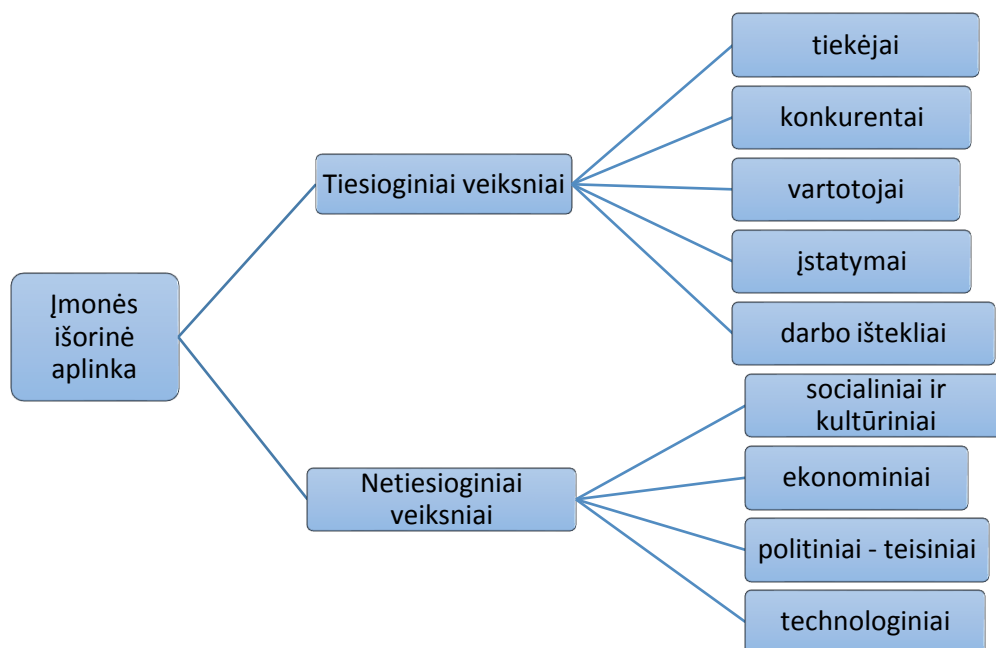 Įmonės
išorinė
aplinka
Tiesioginiai veiksniai
tiekėjai
konkurentai
vartotojai
įstatymai
darbo ištekliai
Netiesioginiai
veiksniai
socialiniai ir
kultūriniai
ekonominiai
politiniai - teisiniai
technologiniai